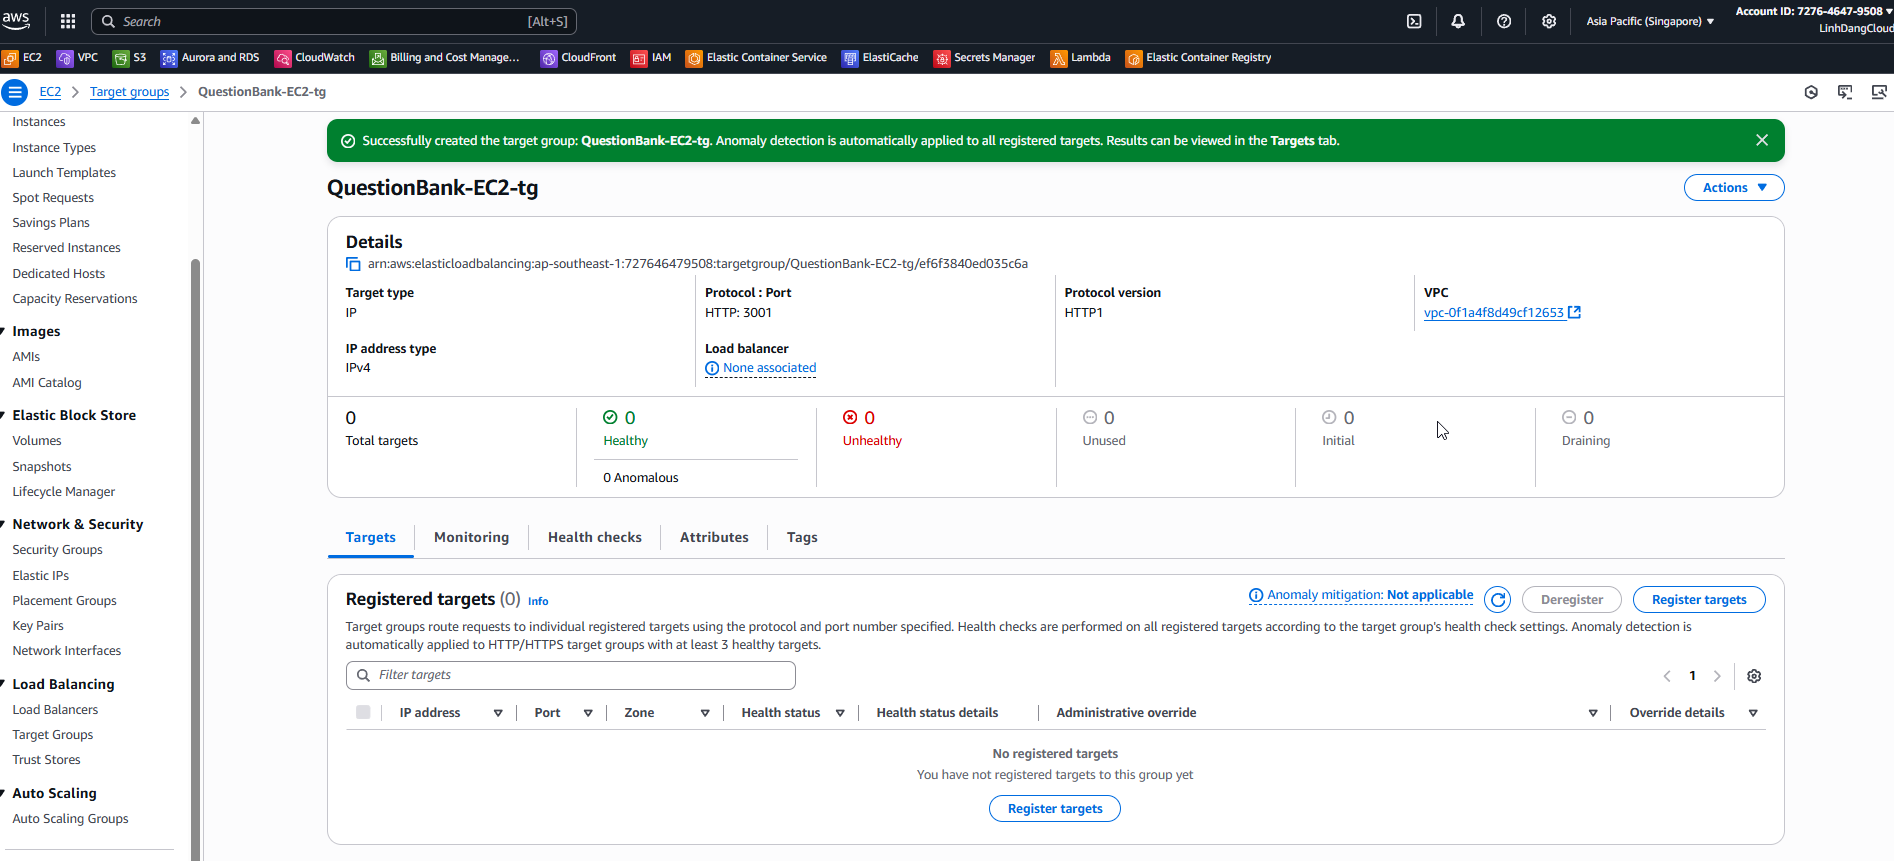 aws
Search [Alt+S]
Asia Pacific (Singapore)
Account ID: 7276-4647-9508
LinhDangCloud
EC2 VPC S3 Aurora and RDS CloudWatch Billing and Cost Manage... CloudFront IAM Elastic Container Service ElastiCache Secrets Manager Lambda Elastic Container Registry
EC2 > Target groups > QuestionBank-EC2-tg
Instances
Instance Types
Launch Templates
Spot Requests
Savings Plans
Reserved Instances
Dedicated Hosts
Capacity Reservations
Images
AMIs
AMI Catalog
Elastic Block Store
Volumes
Snapshots
Lifecycle Manager
Network & Security
Security Groups
Elastic IPs
Placement Groups
Key Pairs
Network Interfaces
Load Balancing
Load Balancers
Target Groups
Trust Stores
Auto Scaling
Auto Scaling Groups
Successfully created the target group: QuestionBank-EC2-tg. Anomaly detection is automatically applied to all registered targets. Results can be viewed in the Targets tab.
QuestionBank-EC2-tg
Actions
Details
arn:aws:elasticloadbalancing:ap-southeast-1:727646479508:targetgroup/QuestionBank-EC2-tg/ef6f3840ed035c6a
Target type
IP
Protocol : Port
HTTP: 3001
Protocol version
HTTP1
VPC
vpc-0f1a4f8d49cf12653
IP address type
IPv4
Load balancer
None associated
0
Total targets
0
Healthy
0 Anomalous
0
Unhealthy
0
Unused
0
Initial
0
Draining
Targets Monitoring Health checks Attributes Tags
Registered targets (0) Info
Anomaly mitigation: Not applicable
Deregister
Register targets
Target groups route requests to individual registered targets using the protocol and port number specified. Health checks are performed on all registered targets according to the target group's health check settings. Anomaly detection is
automatically applied to HTTP/HTTPS target groups with at least 3 healthy targets.
Filter targets
1
IP address Port Zone Health status Health status details Administrative override Override details
No registered targets
You have not registered targets to this group yet
Register targets